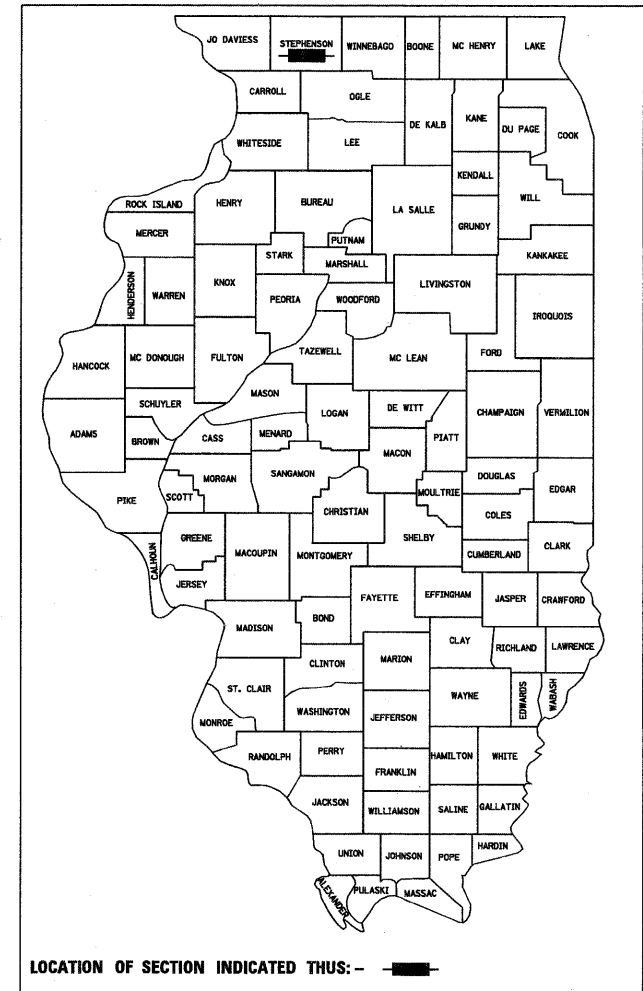 JO DAVIESS STEPHENSON WINNEBAGO BOONE MC HENRY LAKE
CARROLL OGLE DE KALB KANE DU PAGE COOK
WHITESIDE LEE
KENDALL WILL
ROCK ISLAND HENRY BUREAU LA SALLE GRUNDY
MERCER PUTNAM
STARK MARSHALL KANKAKEE
HENDERSON WARREN KNOX PEORIA WOODFORD LIVINGSTON IROQUOIS
HANCOCK MC DONOUGH FULTON TAZEWELL MC LEAN FORD
SCHUYLER MASON LOGAN DE WITT CHAMPAIGN VERMILION
ADAMS BROWN CASS MENARD MACON PIATT
PIKE SCOTT MORGAN SANGAMON MOULTRIE DOUGLAS EDGAR
CHRISTIAN COLES
CALHOUN GREENE MACOUPIN MONTGOMERY SHELBY CUMBERLAND CLARK
JERSEY
FAYETTE EFFINGHAM JASPER CRAWFORD
MADISON BOND
CLAY RICHLAND LAWRENCE
CLINTON MARION
ST. CLAIR WAYNE EDWARDS WABASH
MONROE WASHINGTON JEFFERSON
RANDOLPH PERRY HAMILTON WHITE
FRANKLIN
JACKSON WILLIAMSON SALINE GALLATIN
UNION JOHNSON POPE HARDIN
ALEXANDER PULASKI MASSAC
LOCATION OF SECTION INDICATED THUS: -